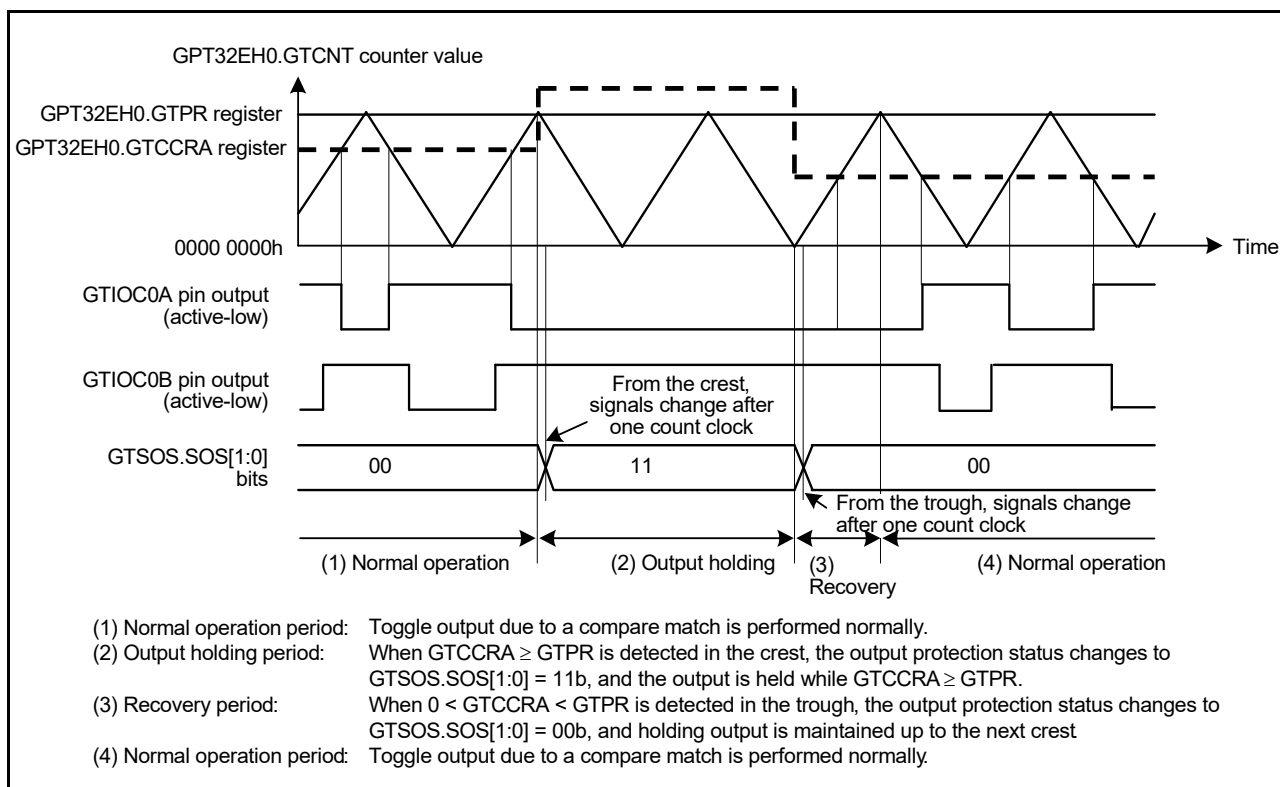 GPT32EH0.GTCNT counter value
GPT32EH0.GTPR register
GPT32EH0.GTCCRA register
0000 0000h
Time
GTIOC0A pin output
(active-low)
GTIOC0B pin output
(active-low)
From the crest,
signals change after
one count clock
GTSOS.SOS[1:0]
bits
00
11
00
From the trough, signals change
after one count clock
(1) Normal operation
(2) Output holding
(3)
Recovery
(4) Normal operation
(1) Normal operation period: Toggle output due to a compare match is performed normally.
(2) Output holding period: When GTCCRA ≥ GTPR is detected in the crest, the output protection status changes to
GTSOS.SOS[1:0] = 11b, and the output is held while GTCCRA ≥ GTPR.
(3) Recovery period: When 0 < GTCCRA < GTPR is detected in the trough, the output protection status changes to
GTSOS.SOS[1:0] = 00b, and holding output is maintained up to the next crest
(4) Normal operation period: Toggle output due to a compare match is performed normally.